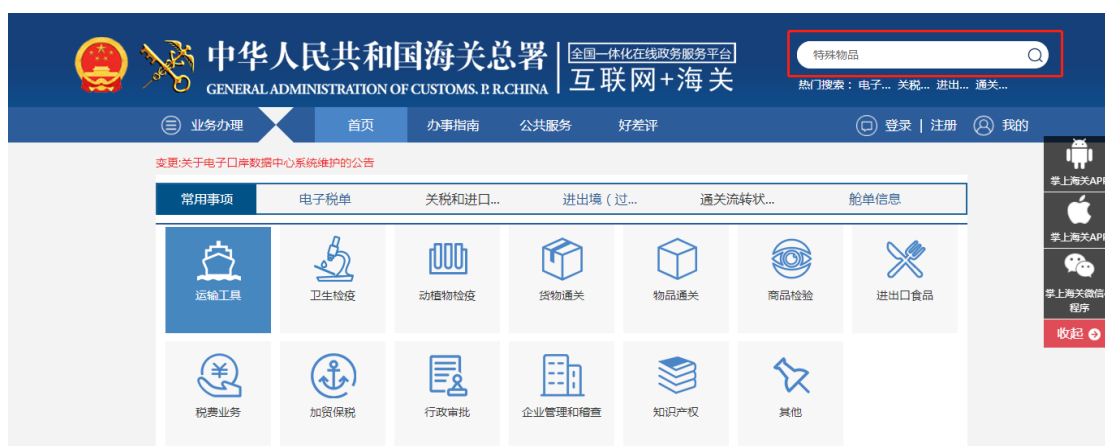 中华人民共和国海关总署
GENERAL ADMINISTRATION OF CUSTOMS. P. R.CHINA
全国一体化在线政务服务平台
互联网+海关
特殊物品
热门搜索： 电子... 关税... 进出... 通关...
业务办理 首页 办事指南 公共服务 好差评 登录 | 注册 我的
变更:关于电子口岸数据中心系统维护的公告
常用事项 电子税单 关税和进口... 进出境 ( 过... 通关流转状... 舱单信息
运输工具 卫生检疫 动植物检疫 货物通关 物品通关 商品检验 进出口食品
税费业务 加贸保税 行政审批 企业管理和稽查 知识产权 其他
掌上海关APP
掌上海关APP
掌上海关微信
程序
收起